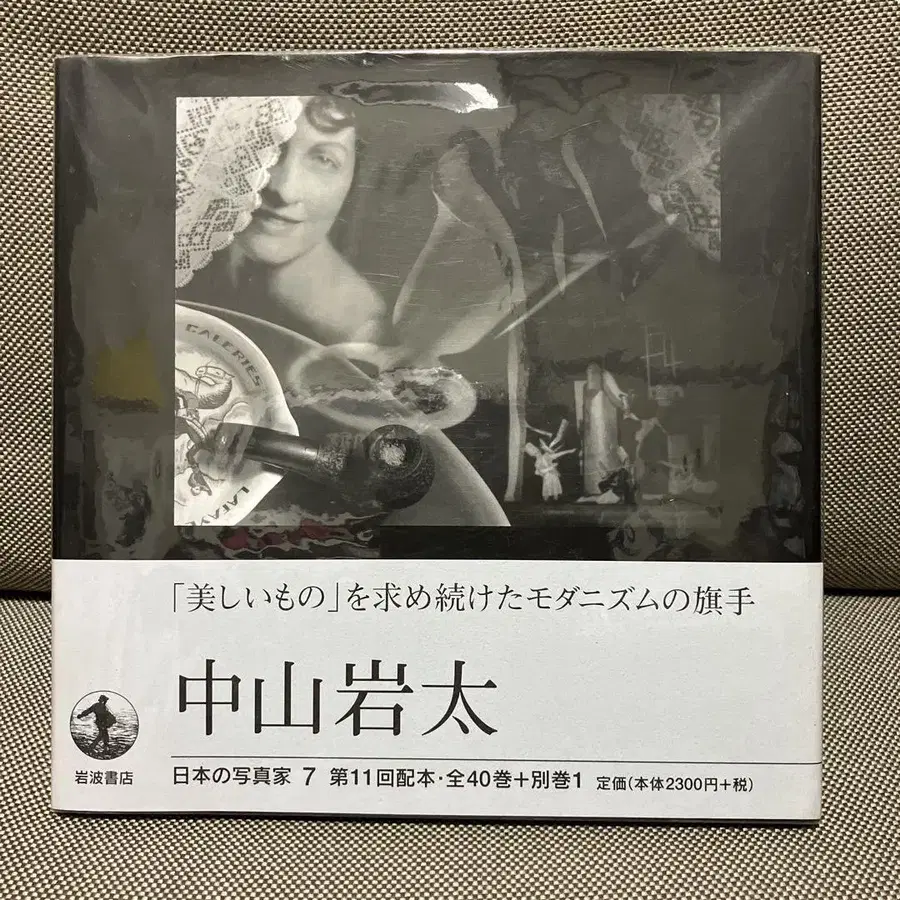 GALERIES
LAFAY
「美しいもの」を求め続けたモダニズムの旗手
中山岩太
岩波書店
日本の写真家 7 第11回配本・全40巻+別巻1 定価(本体2300円+税)